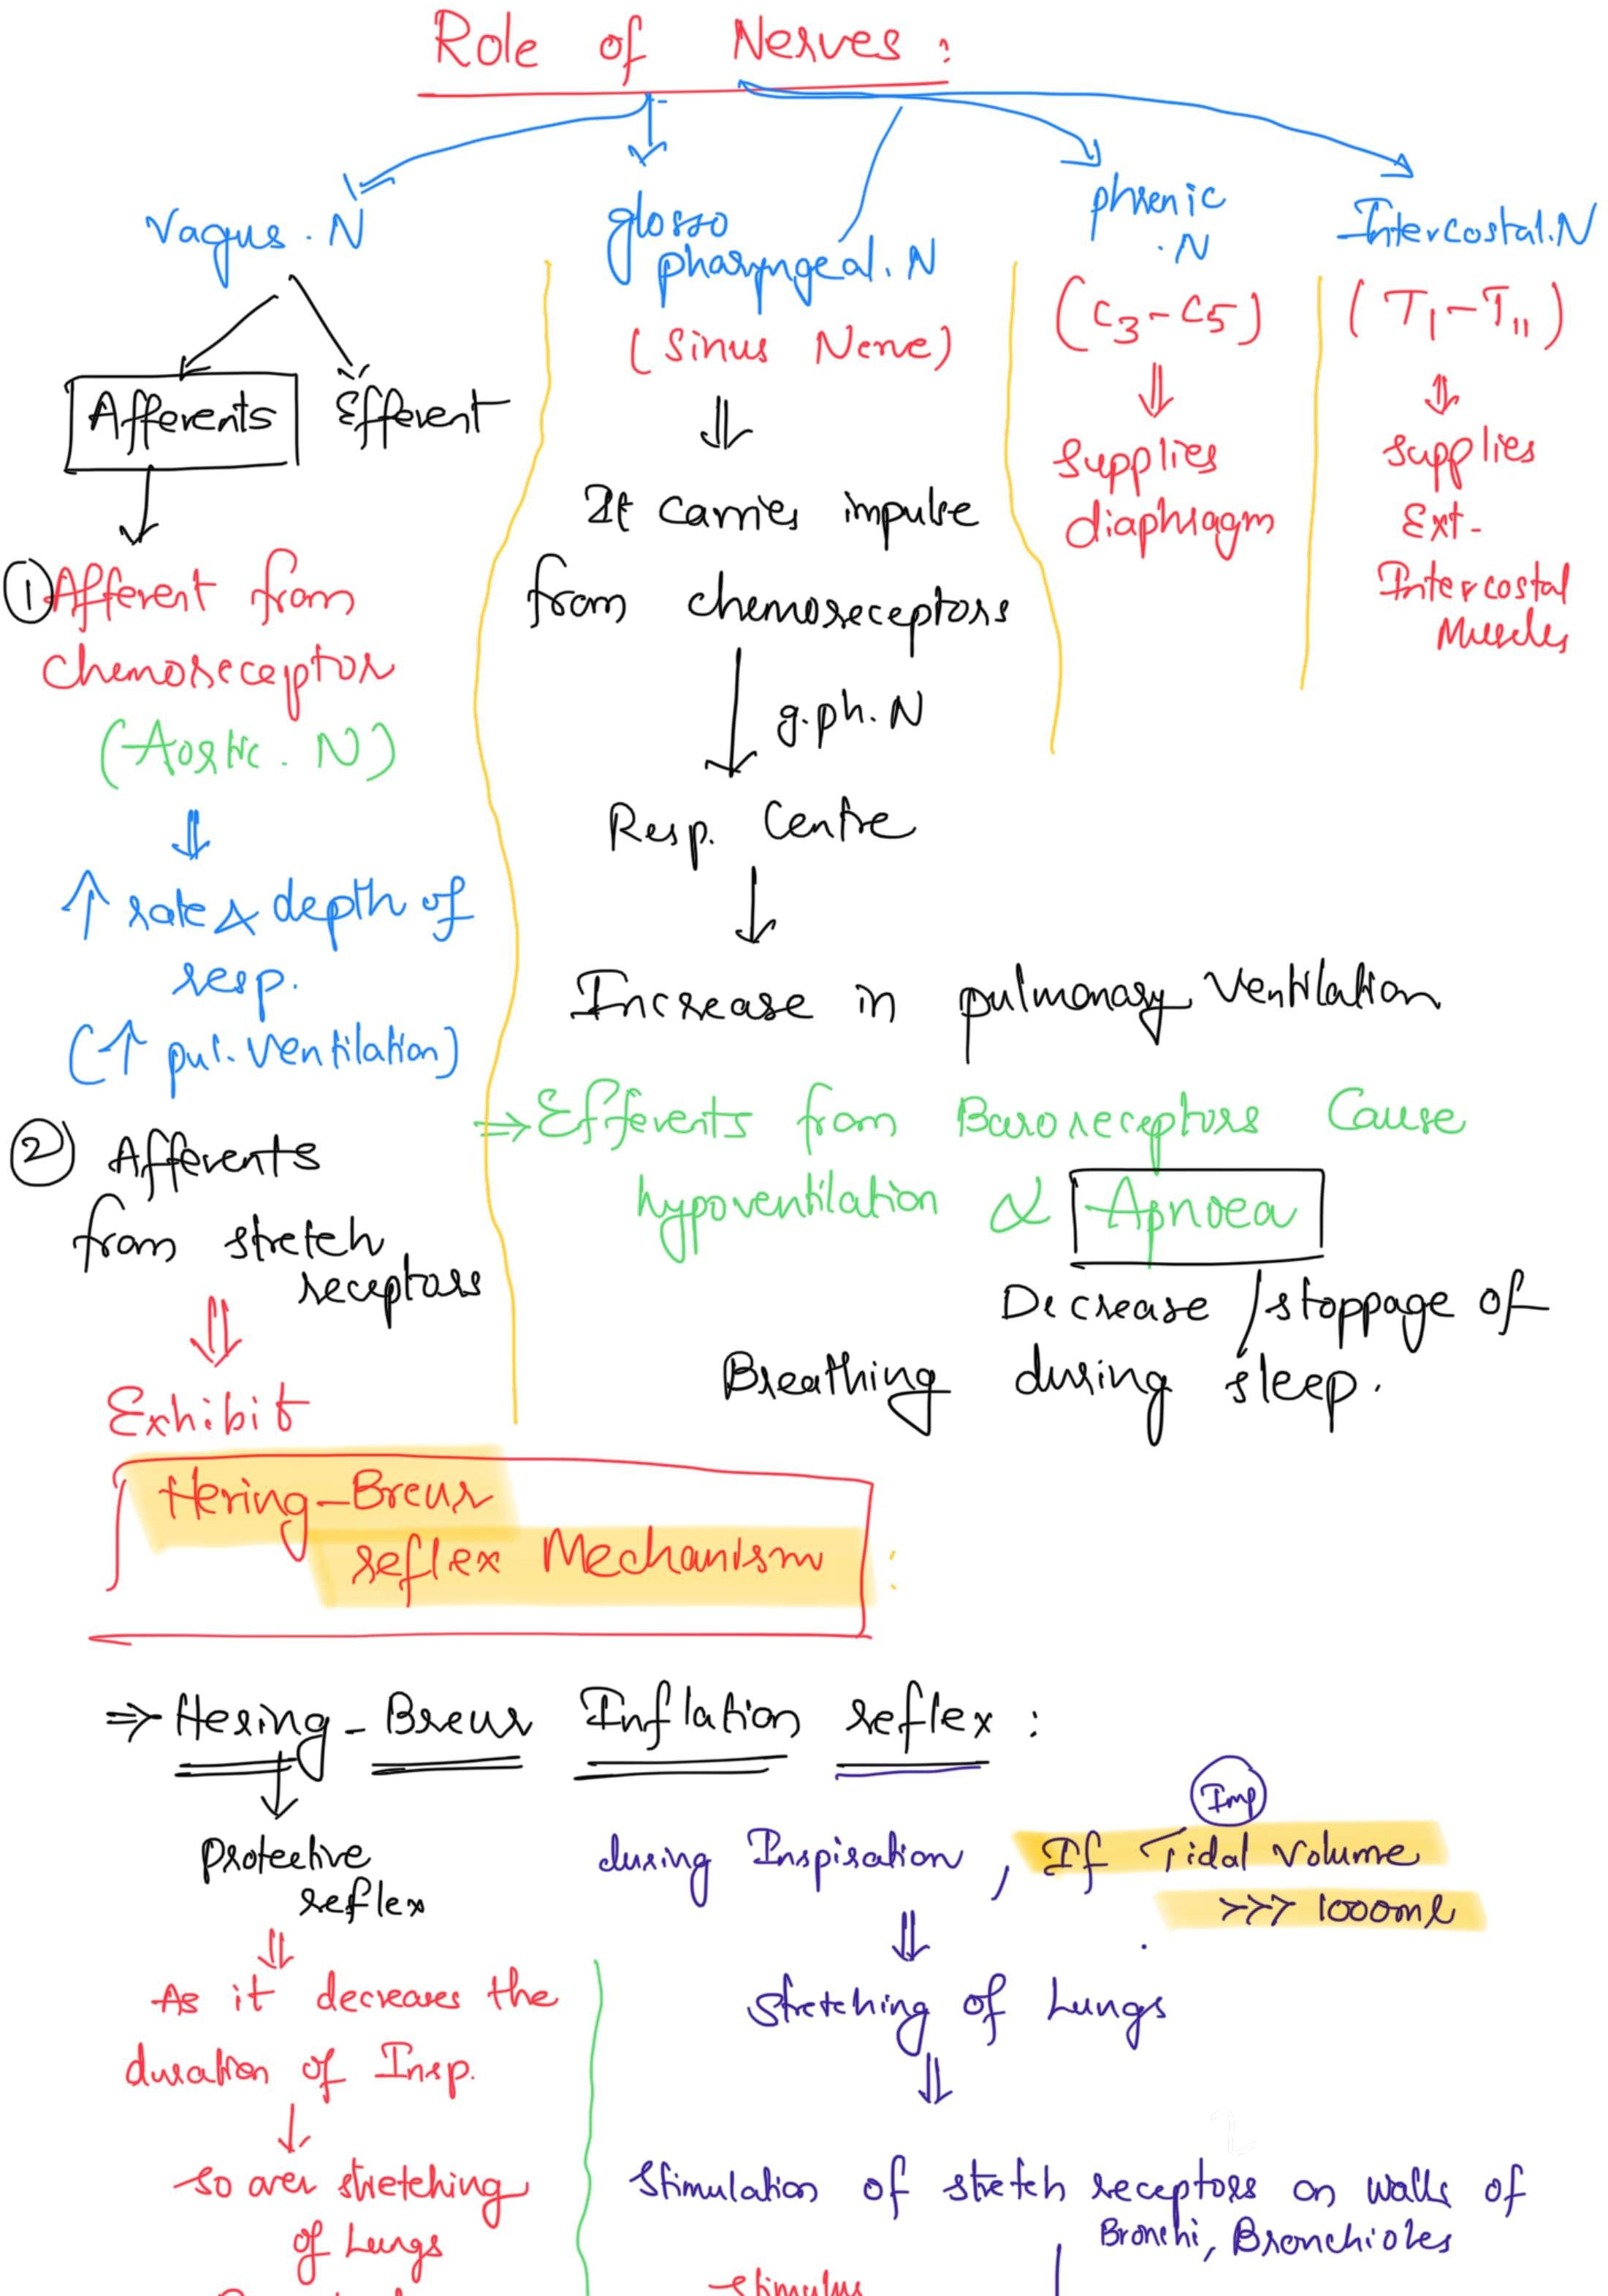 Role of Nerves :
Vagus . N
Afferents
Efferent
① Afferent from
chemoreceptor
(Aortic . N)
↑ rate & depth of
resp.
(↑ pul. ventilation)
② Afferents
from stretch
receptors
Exhibit
glosso
pharyngeal . N
(Sinus Nerve)
It carries impulse
from chemoreceptors
g.ph.N
Resp. Centre
Increase in pulmonary Ventilation
⇒ Efferents from Baroreceptors Cause
hypoventilation & Apnoea
Decrease / stoppage of
Breathing during sleep.
phrenic
. N
(C3-C5)
Supplies
diaphragm
Intercostal.N
(T1-T11)
Supplies
Ext-
Intercostal
Muscles
Hering-Breur
reflex Mechanism :
⇒ Hering-Breur Inflation reflex :
Protective
reflex
As it decreases the
duration of Insp.
so over stretching
of Lungs
Imp
during Inspiration, If Tidal Volume
>>> 1000ml
Stretching of Lungs
Stimulation of stretch receptors on walls of
Bronchi, Bronchioles
stimulus